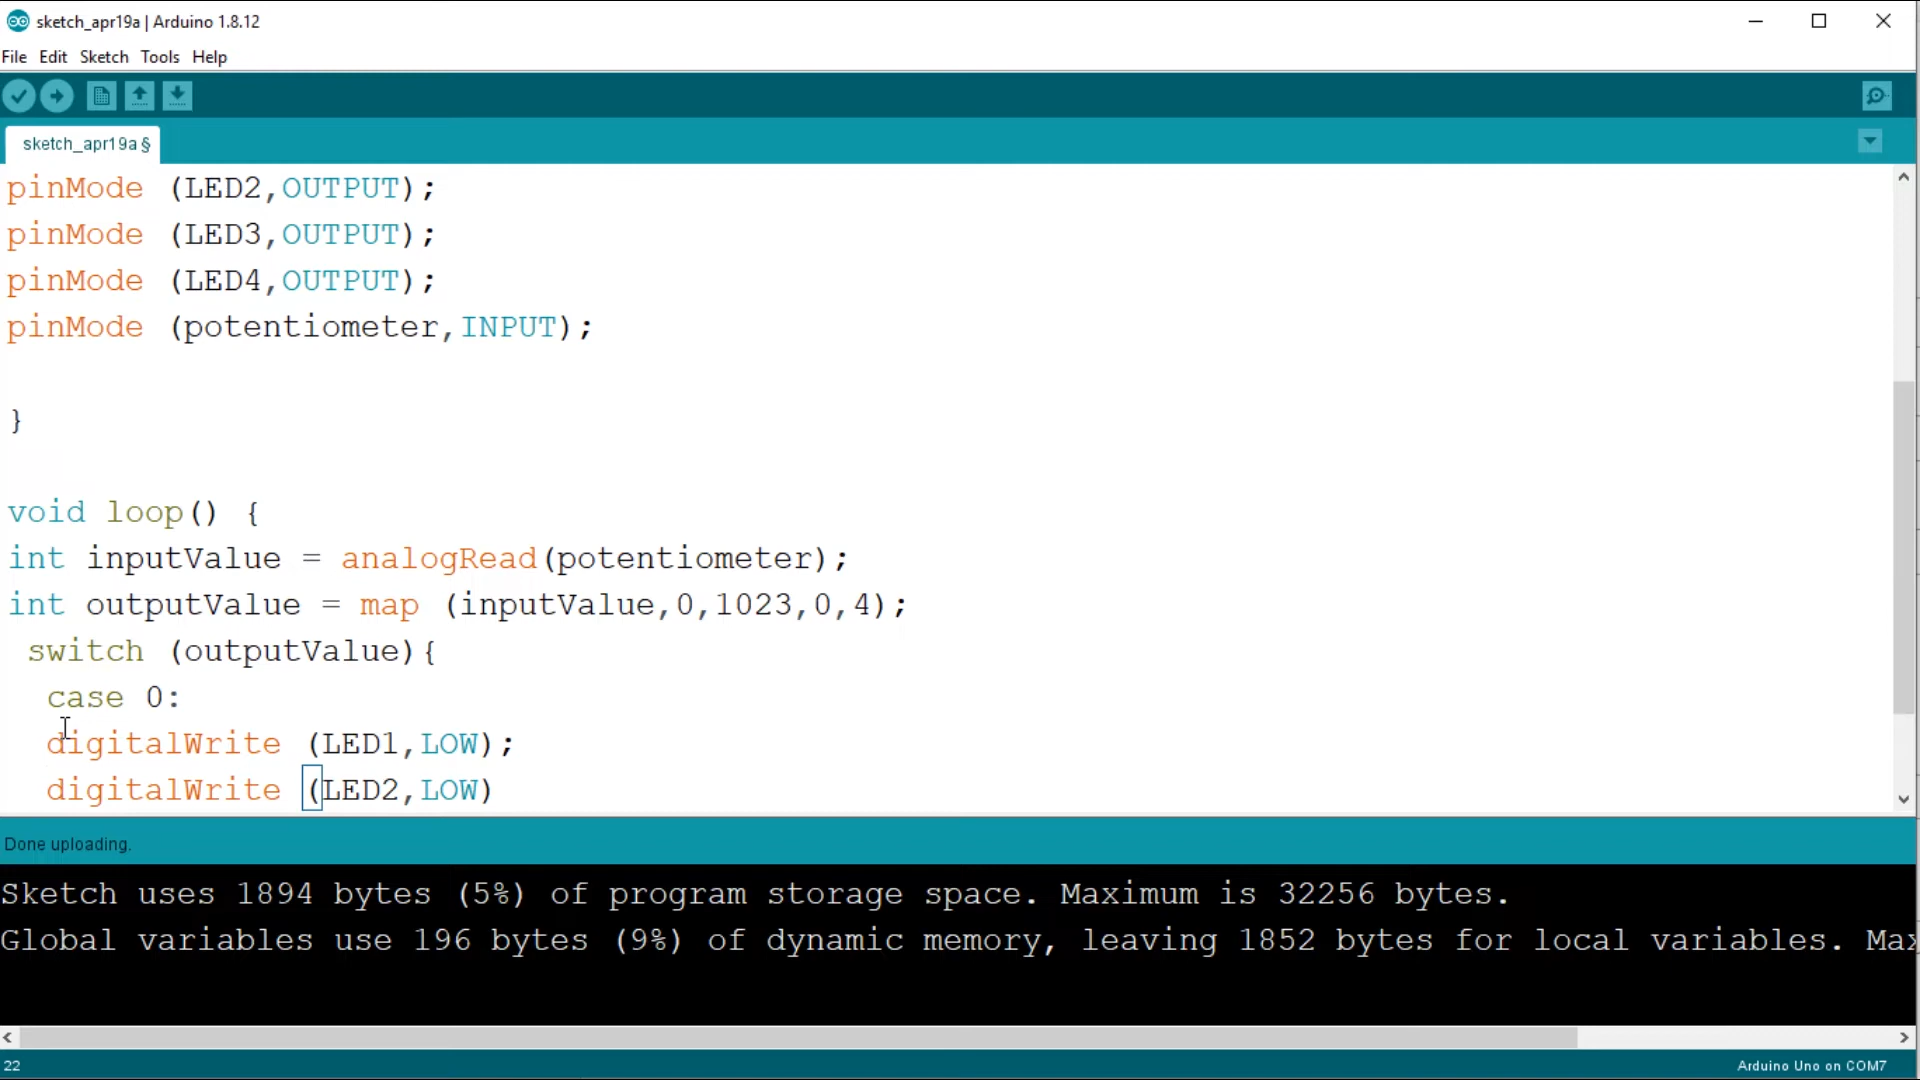 sketch_apr19a | Arduino 1.8.12
File Edit Sketch Tools Help
sketch_apr19a §
pinMode (LED2,OUTPUT);
pinMode (LED3,OUTPUT);
pinMode (LED4,OUTPUT);
pinMode (potentiometer,INPUT);
}
void loop() {
int inputValue = analogRead(potentiometer);
int outputValue = map (inputValue,0,1023,0,4);
switch (outputValue){
case 0:
digitalWrite (LED1,LOW);
digitalWrite (LED2,LOW)
Done uploading.
Sketch uses 1894 bytes (5%) of program storage space. Maximum is 32256 bytes.
Global variables use 196 bytes (9%) of dynamic memory, leaving 1852 bytes for local variables. Max
22
Arduino Uno on COM7